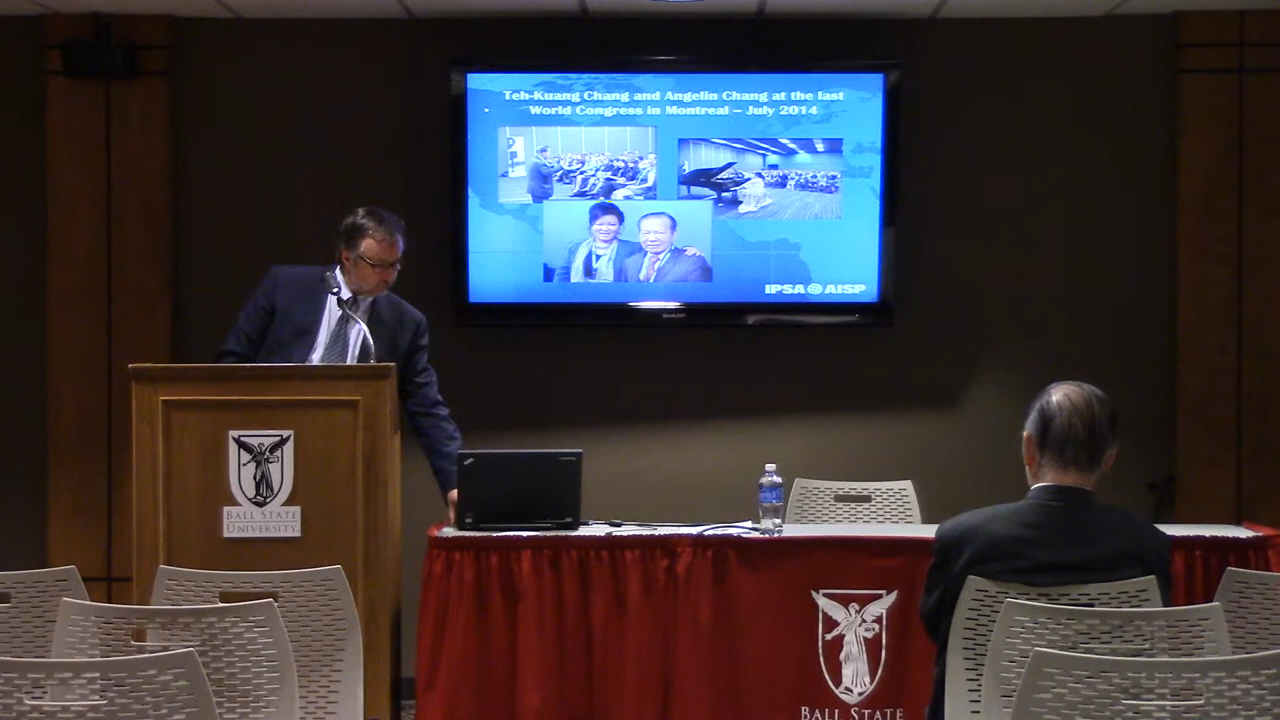 Teh-Kuang Chang and Angelin Chang at the last
World Congress in Montreal – July 2014
IPSA AISP
SHARP
BALL STATE
UNIVERSITY.
BALL STATE